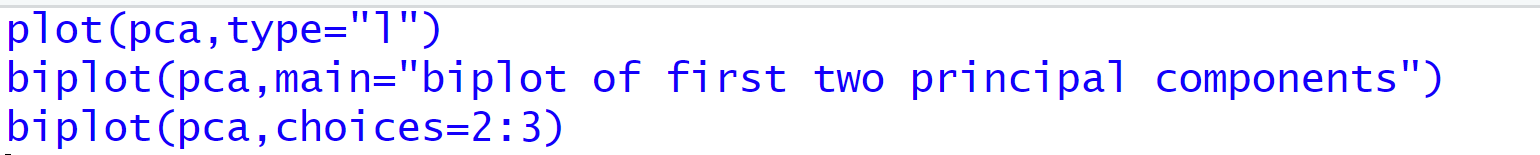 plot(pca,type="l")
biplot(pca,main="biplot of first two principal components")
biplot(pca,choices=2:3)